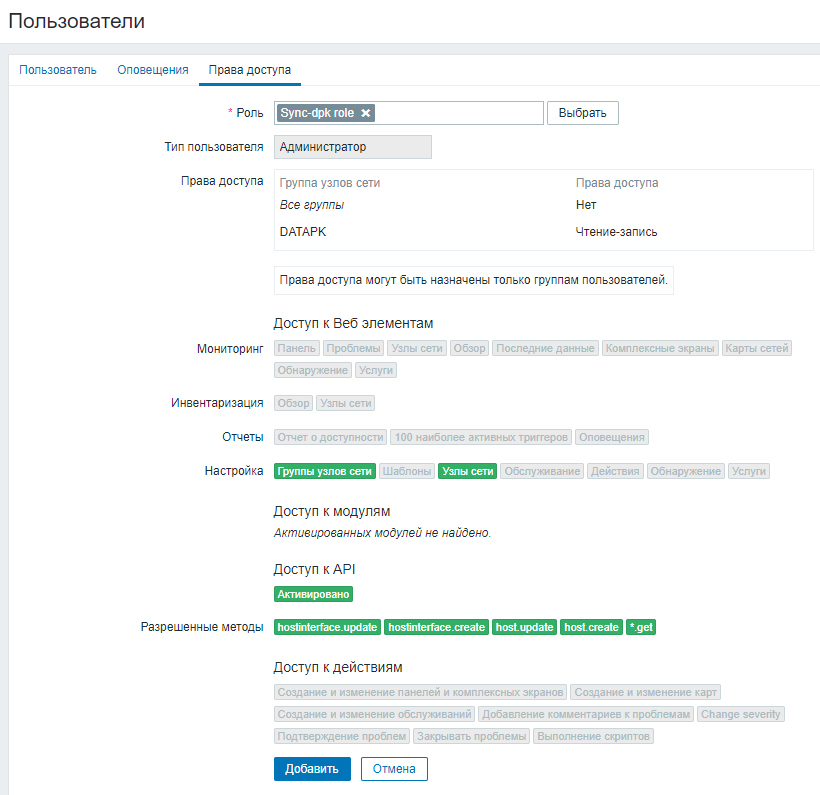 Пользователи
Пользователь Оповещения Права доступа
* Роль Sync-dpk role ✕ Выбрать
Тип пользователя Администратор
Права доступа Группа узлов сети Права доступа
Все группы Нет
DATAPK Чтение-запись
Права доступа могут быть назначены только группам пользователей.
Доступ к Веб элементам
Мониторинг Панель Проблемы Узлы сети Обзор Последние данные Комплексные экраны Карты сетей
Обнаружение Услуги
Инвентаризация Обзор Узлы сети
Отчеты Отчет о доступности 100 наиболее активных триггеров Оповещения
Настройка Группы узлов сети Шаблоны Узлы сети Обслуживание Действия Обнаружение Услуги
Доступ к модулям
Активированных модулей не найдено.
Доступ к API
Активировано
Разрешенные методы hostinterface.update hostinterface.create host.update host.create *.get
Доступ к действиям
Создание и изменение панелей и комплексных экранов Создание и изменение карт
Создание и изменение обслуживаний Добавление комментариев к проблемам Change severity
Подтверждение проблем Закрывать проблемы Выполнение скриптов
Добавить Отмена